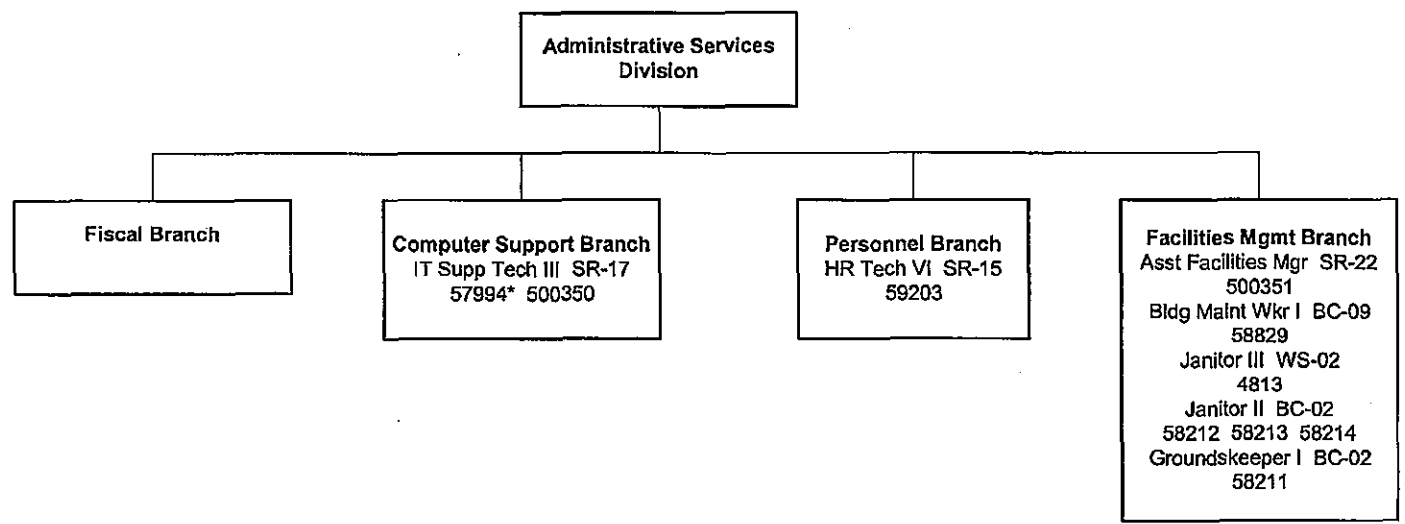 Administrative Services
Division
Fiscal Branch
Computer Support Branch
IT Supp Tech III SR-17
57994* 500350
Personnel Branch
HR Tech VI SR-15
59203
Facilities Mgmt Branch
Asst Facilities Mgr SR-22
500351
Bldg Maint Wkr I BC-09
58829
Janitor III WS-02
4813
Janitor II BC-02
58212 58213 58214
Groundskeeper I BC-02
58211